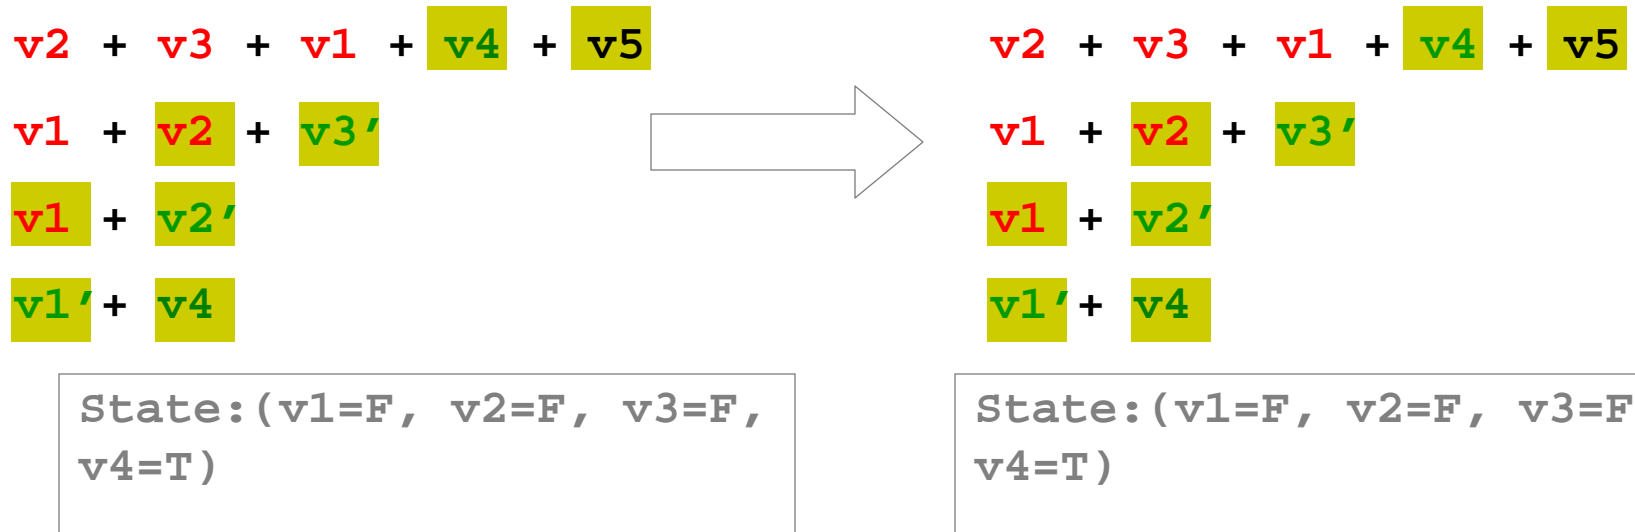 v2 + v3 + v1 + v4 + v5
v1 + v2 + v3′
v1 + v2′
v1′ + v4
State:(v1=F, v2=F, v3=F,
v4=T)
v2 + v3 + v1 + v4 + v5
v1 + v2 + v3′
v1 + v2′
v1′ + v4
State:(v1=F, v2=F, v3=F
v4=T)